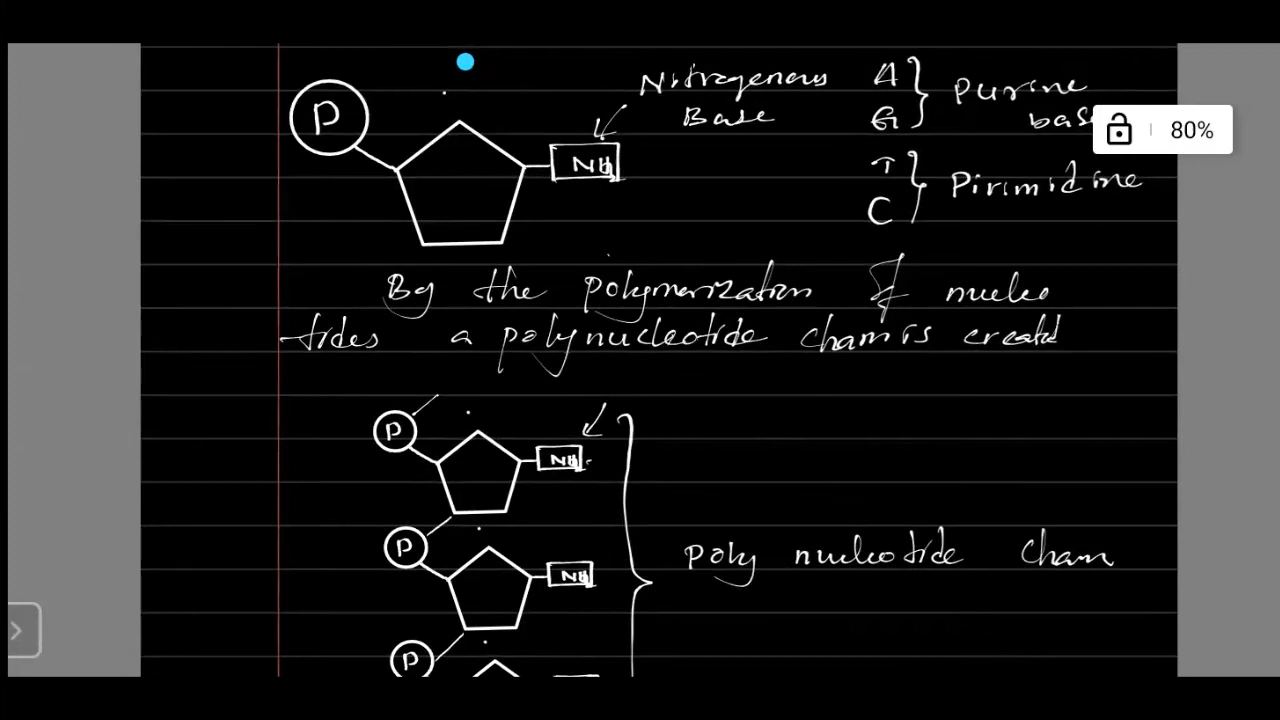 P
Nitrogenous A
Base G
Purine
base
80%
NB
T
C
Pirimidine
By the polymerization of nucleo
tides a polynucleotide chain is created
P
NB
P
NB
Poly nucleotide chain
P